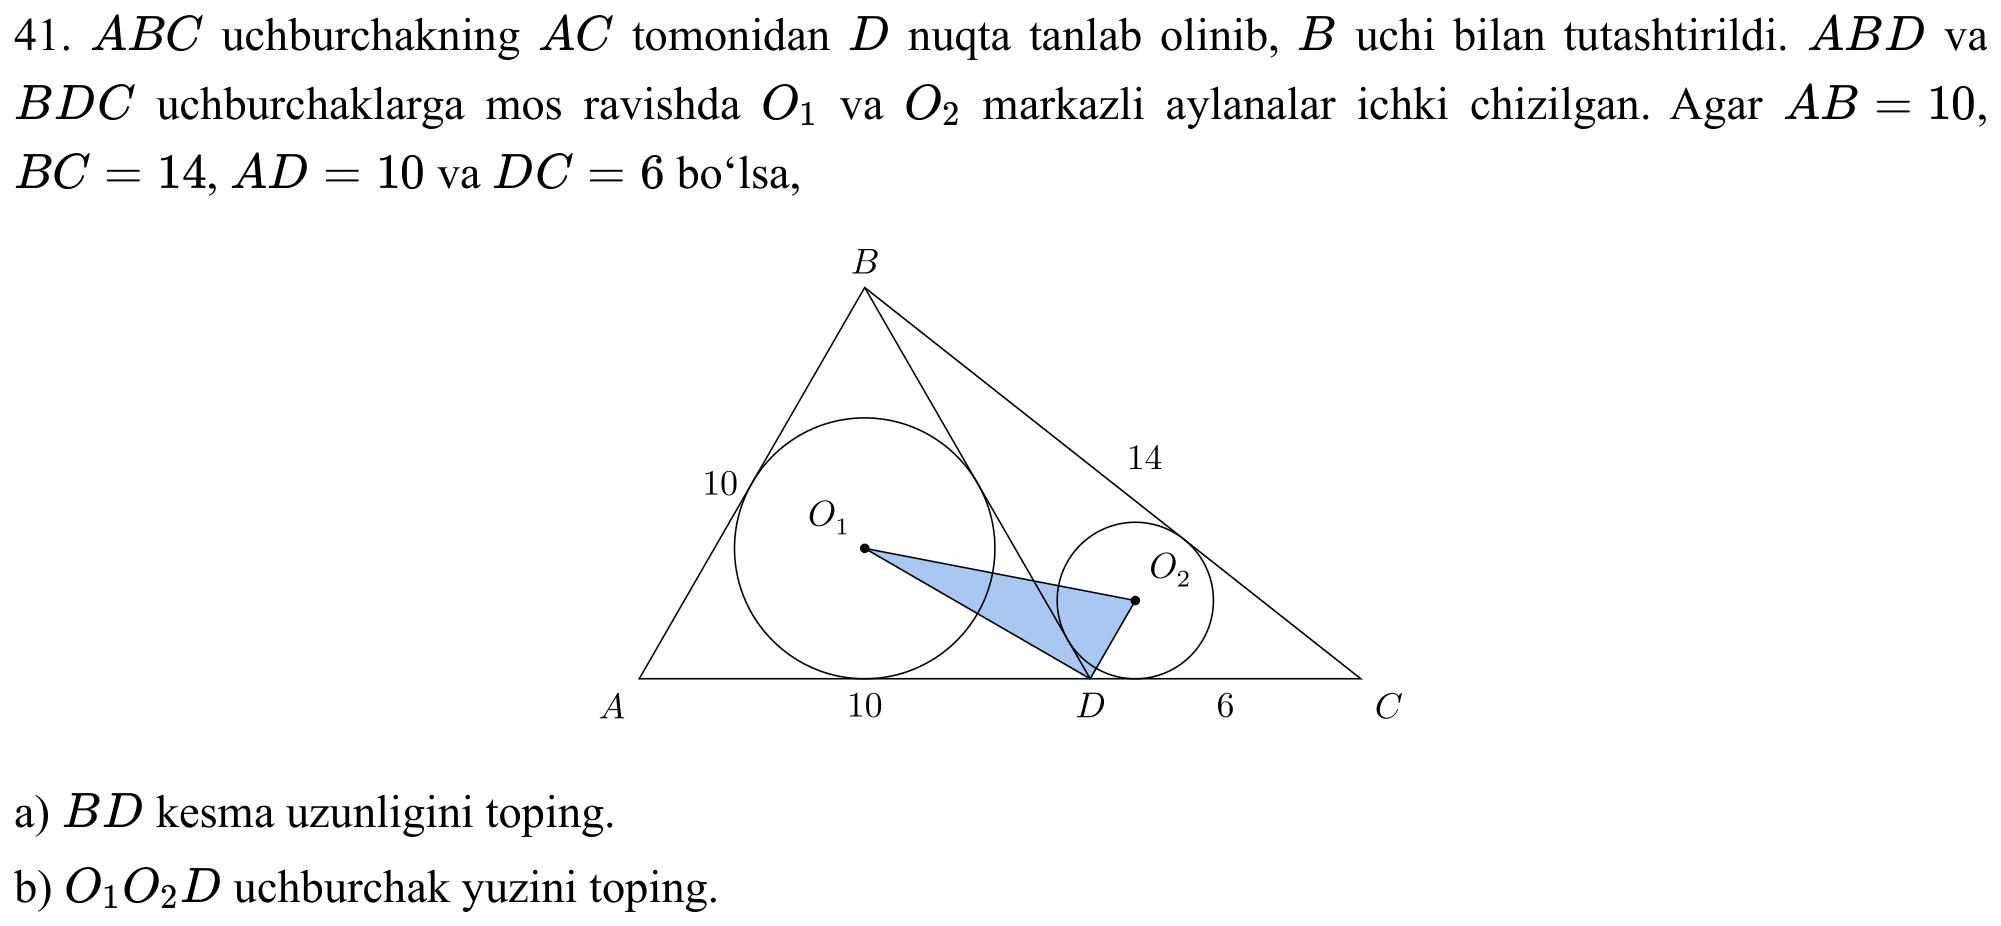 41. ABC uchburchakning AC tomonidan D nuqta tanlab olinib, B uchi bilan tutashtirildi. ABD va
BDC uchburchaklarga mos ravishda O₁ va O₂ markazli aylanalar ichki chizilgan. Agar AB = 10,
BC = 14, AD = 10 va DC = 6 bo‘lsa,
B
14
10
O₁
O₂
A
10
D
6
C
a) BD kesma uzunligini toping.
b) O₁O₂D uchburchak yuzini toping.